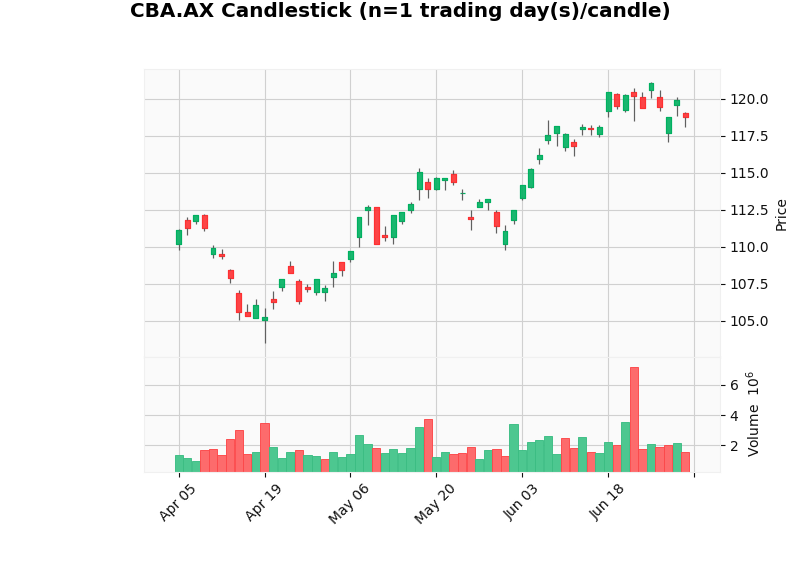 CBA.AX Candlestick (n=1 trading day(s)/candle)
120.0
117.5
115.0
112.5
110.0
107.5
105.0
Price
6
4
2
Volume 10⁶
Apr 05
Apr 19
May 06
May 20
Jun 03
Jun 18